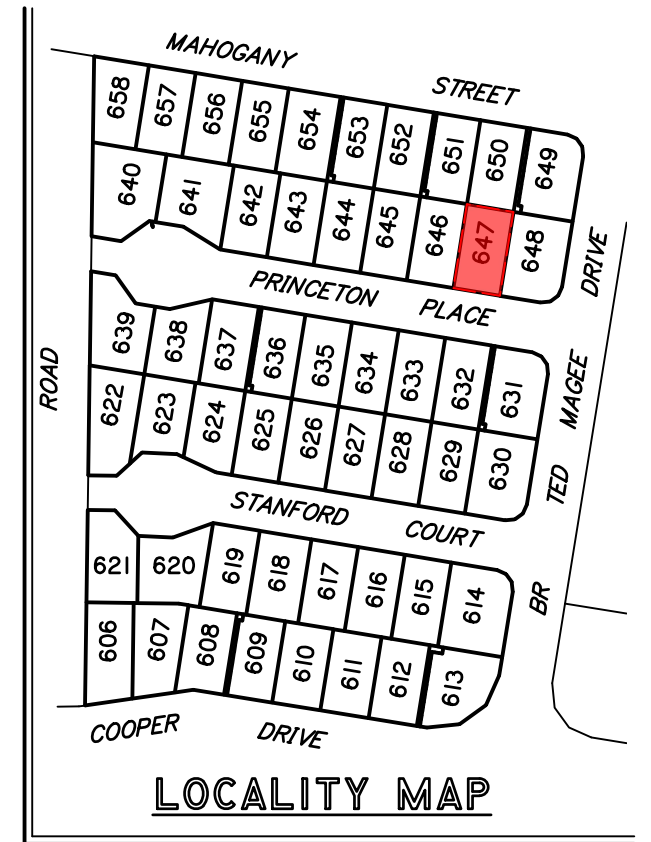 MAHOGANY STREET
658 657 656 655 654 653 652 651 650 649
640 641 642 643 644 645 646 647 648
PRINCETON PLACE
639 638 637 636 635 634 633 632 631
622 623 624 625 626 627 628 629 630
STANFORD COURT
621 620 619 618 617 616 615 614
606 607 608 609 610 611 612 613
COOPER DRIVE
ROAD
BR TED MAGEE DRIVE
LOCALITY MAP